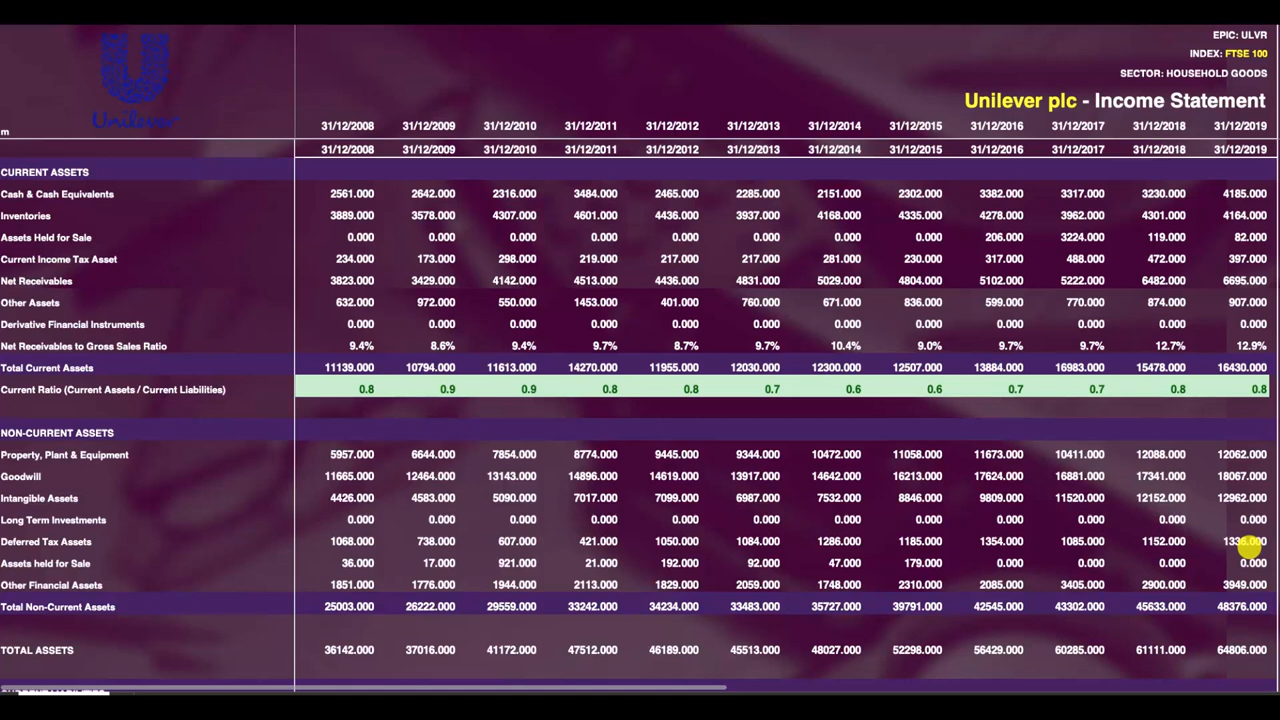 EPIC: ULVR
INDEX: FTSE 100
SECTOR: HOUSEHOLD GOODS
Unilever
Unilever plc - Income Statement
m 31/12/2008 31/12/2009 31/12/2010 31/12/2011 31/12/2012 31/12/2013 31/12/2014 31/12/2015 31/12/2016 31/12/2017 31/12/2018 31/12/2019
31/12/2008 31/12/2009 31/12/2010 31/12/2011 31/12/2012 31/12/2013 31/12/2014 31/12/2015 31/12/2016 31/12/2017 31/12/2018 31/12/2019
CURRENT ASSETS
Cash & Cash Equivalents 2561.000 2642.000 2316.000 3484.000 2465.000 2285.000 2151.000 2302.000 3382.000 3317.000 3230.000 4185.000
Inventories 3889.000 3578.000 4307.000 4601.000 4436.000 3937.000 4168.000 4335.000 4278.000 3962.000 4301.000 4164.000
Assets Held for Sale 0.000 0.000 0.000 0.000 0.000 0.000 0.000 0.000 206.000 3224.000 119.000 82.000
Current Income Tax Asset 234.000 173.000 298.000 219.000 217.000 217.000 281.000 230.000 317.000 488.000 472.000 397.000
Net Receivables 3823.000 3429.000 4142.000 4513.000 4436.000 4831.000 5029.000 4804.000 5102.000 5222.000 6482.000 6695.000
Other Assets 632.000 972.000 550.000 1453.000 401.000 760.000 671.000 836.000 599.000 770.000 874.000 907.000
Derivative Financial Instruments 0.000 0.000 0.000 0.000 0.000 0.000 0.000 0.000 0.000 0.000 0.000 0.000
Net Receivables to Gross Sales Ratio 9.4% 8.6% 9.4% 9.7% 8.7% 9.7% 10.4% 9.0% 9.7% 9.7% 12.7% 12.9%
Total Current Assets 11139.000 10794.000 11613.000 14270.000 11955.000 12030.000 12300.000 12507.000 13884.000 16983.000 15478.000 16430.000
Current Ratio (Current Assets / Current Liabilities) 0.8 0.9 0.9 0.8 0.8 0.7 0.6 0.6 0.7 0.7 0.8 0.8
NON-CURRENT ASSETS
Property, Plant & Equipment 5957.000 6644.000 7854.000 8774.000 9445.000 9344.000 10472.000 11058.000 11673.000 10411.000 12088.000 12062.000
Goodwill 11665.000 12464.000 13143.000 14896.000 14619.000 13917.000 14642.000 16213.000 17624.000 16881.000 17341.000 18067.000
Intangible Assets 4426.000 4583.000 5090.000 7017.000 7099.000 6987.000 7532.000 8846.000 9809.000 11520.000 12152.000 12962.000
Long Term Investments 0.000 0.000 0.000 0.000 0.000 0.000 0.000 0.000 0.000 0.000 0.000 0.000
Deferred Tax Assets 1068.000 738.000 607.000 421.000 1050.000 1084.000 1286.000 1185.000 1354.000 1085.000 1152.000
Assets held for Sale 36.000 17.000 921.000 21.000 192.000 92.000 47.000 179.000 0.000 0.000 0.000 0.000
Other Financial Assets 1851.000 1776.000 1944.000 2113.000 1829.000 2059.000 1748.000 2310.000 2085.000 3405.000 2900.000 3949.000
Total Non-Current Assets 25003.000 26222.000 29559.000 33242.000 34234.000 33483.000 35727.000 39791.000 42545.000 43302.000 45633.000 48376.000
TOTAL ASSETS 36142.000 37016.000 41172.000 47512.000 46189.000 45513.000 48027.000 52298.000 56429.000 60285.000 61111.000 64806.000